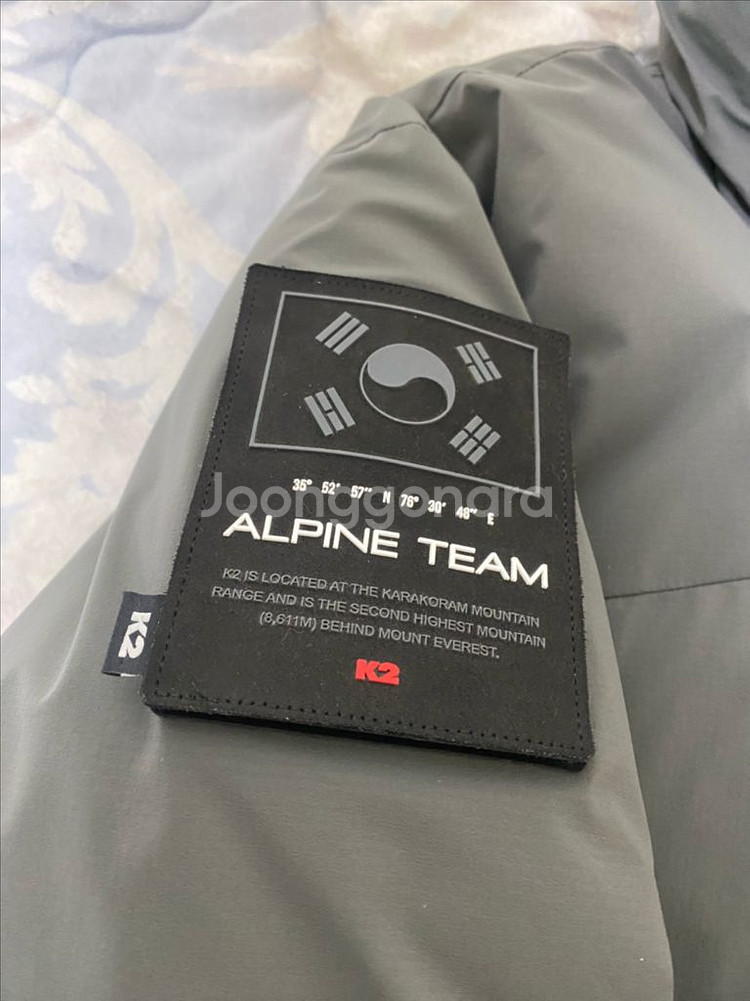 35° 52' 57" N 76° 30' 48" E
Joonggonara
ALPINE TEAM
K2 IS LOCATED AT THE KARAKORAM MOUNTAIN
RANGE AND IS THE SECOND HIGHEST MOUNTAIN
(8,611M) BEHIND MOUNT EVEREST.
K2
K2